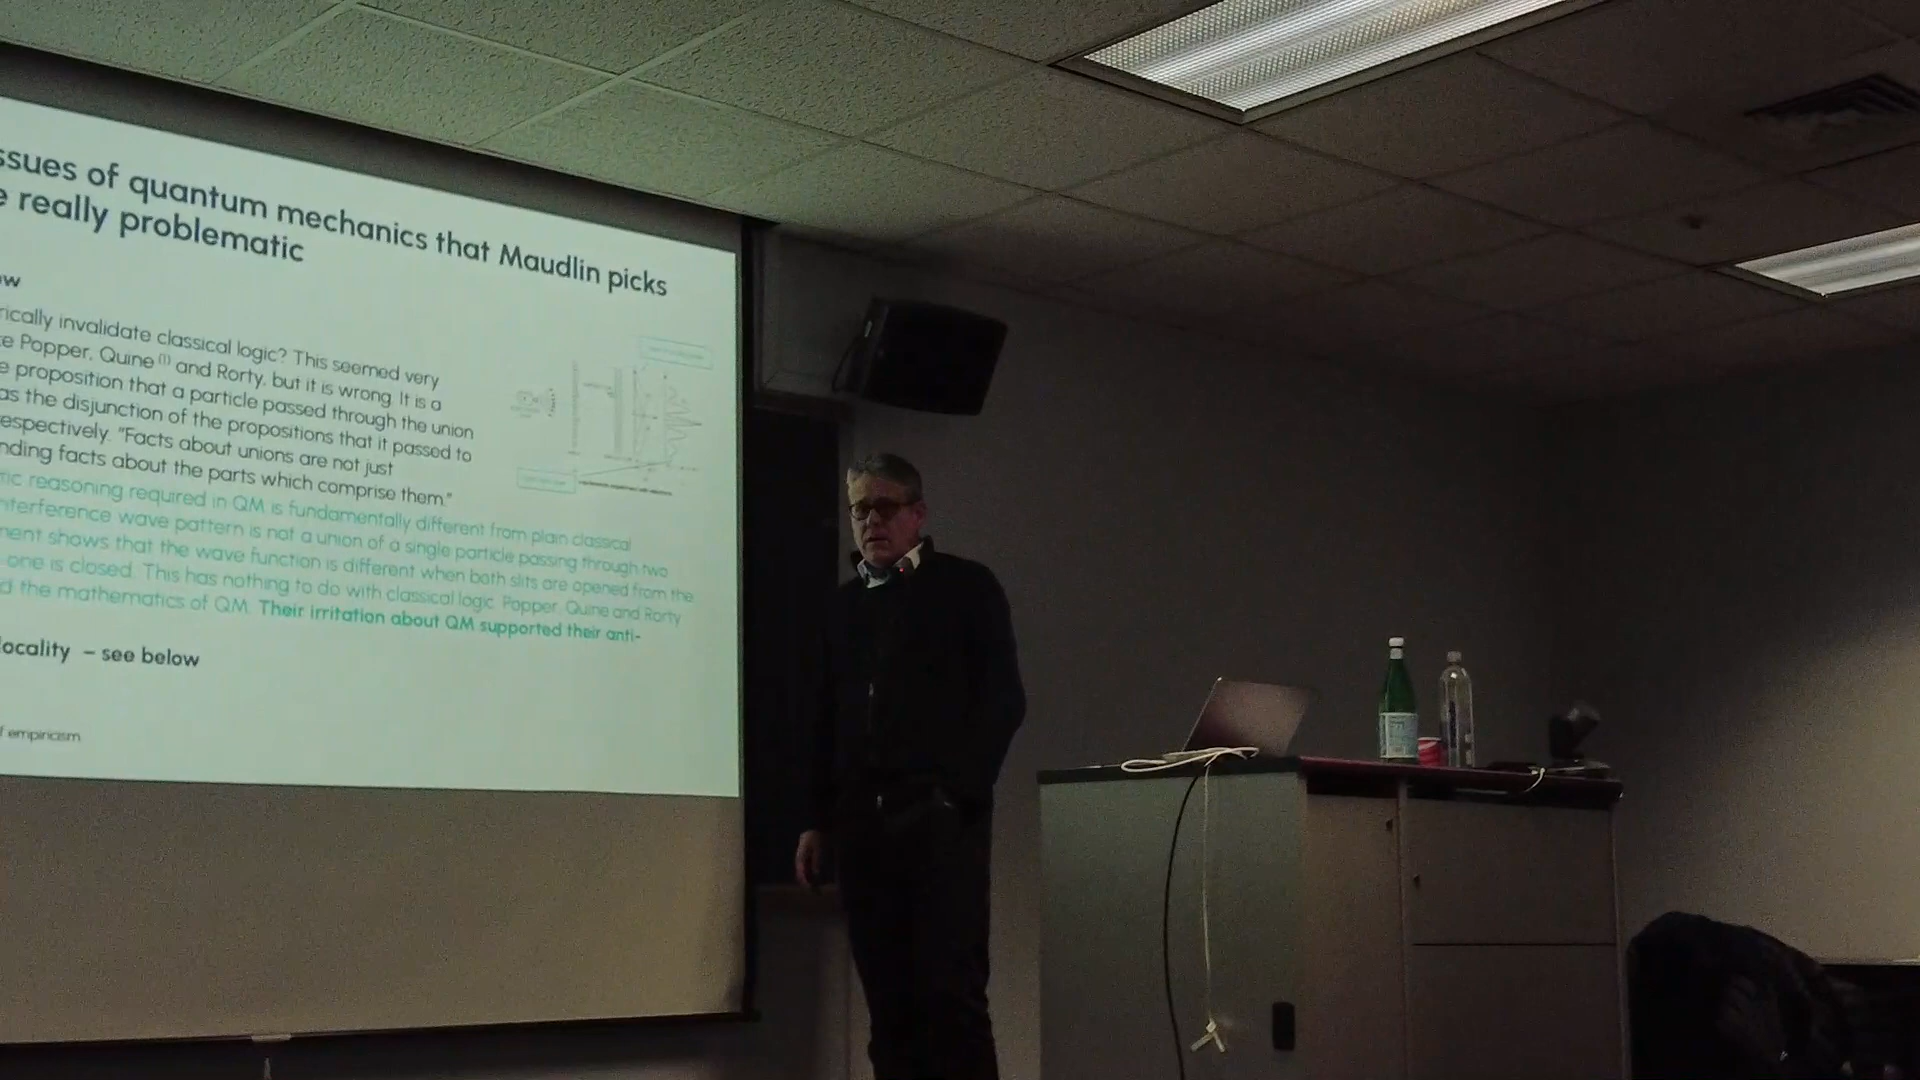 ssues of quantum mechanics that Maudlin picks
e really problematic
ow
rically invalidate classical logic? This seemed very
ke Popper, Quine (1) and Rorty, but it is wrong. It is a
e proposition that a particle passed through the union
as the disjunction of the propositions that it passed to
respectively. "Facts about unions are not just
nding facts about the parts which comprise them."
tic reasoning required in QM is fundamentally different from plain classical
nterference wave pattern is not a union of a single particle passing through two
ment shows that the wave function is different when both slits are opened from the
one is closed. This has nothing to do with classical logic. Popper, Quine and Rorty
d the mathematics of QM. Their irritation about QM supported their anti-
locality – see below
f empiricism